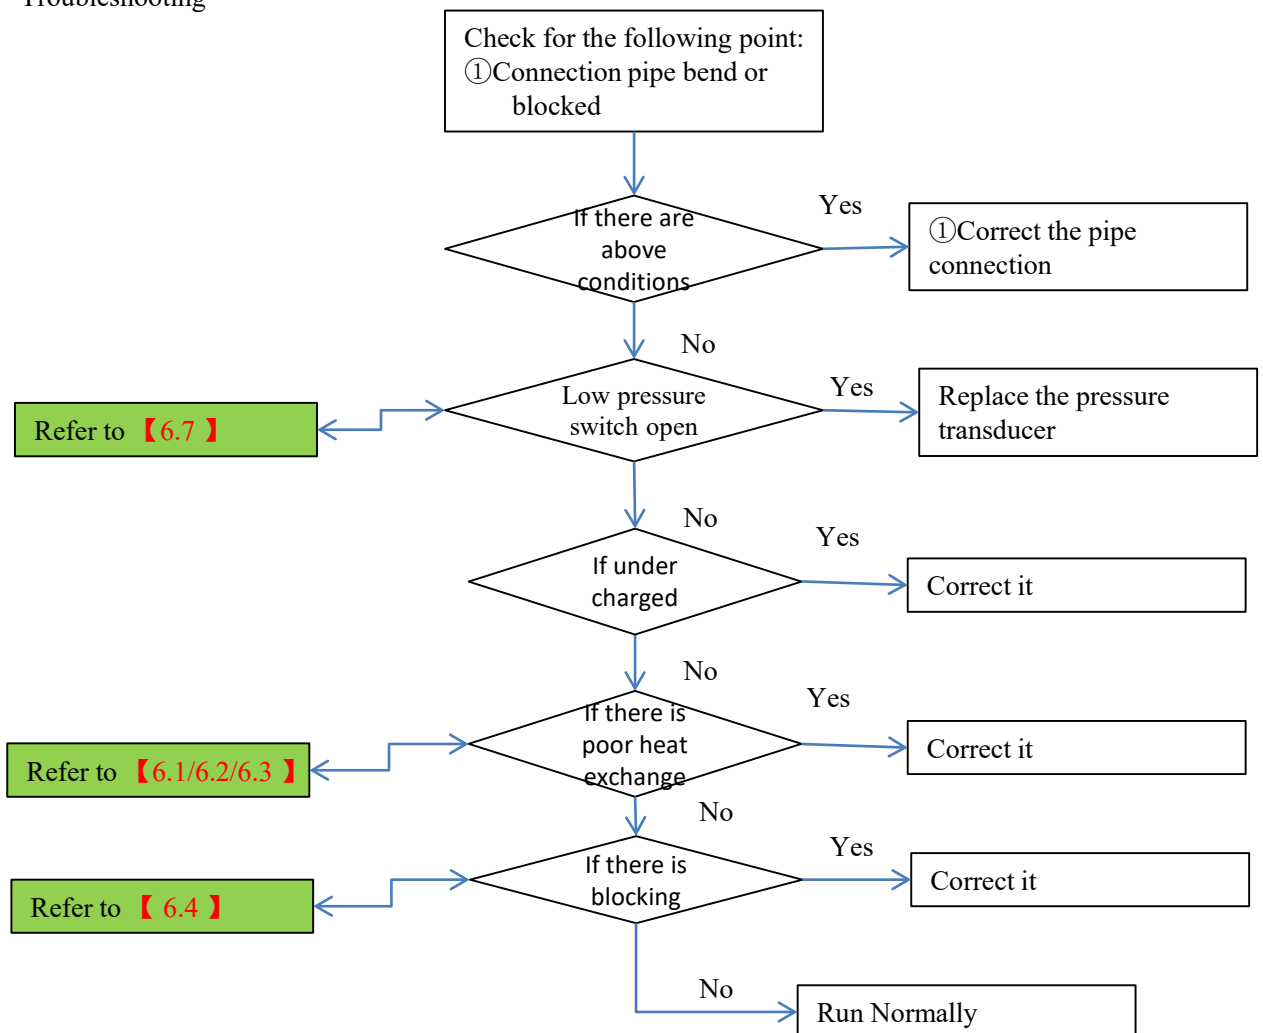 Troubleshooting
Check for the following point:
①Connection pipe bend or
blocked
If there are
above
conditions
Yes
①Correct the pipe
connection
No
Low pressure
switch open
Yes
Replace the pressure
transducer
Refer to 【6.7 】
No
If under
charged
Yes
Correct it
No
If there is
poor heat
exchange
Yes
Correct it
Refer to 【6.1/6.2/6.3 】
No
If there is
blocking
Yes
Correct it
Refer to 【 6.4 】
No
Run Normally